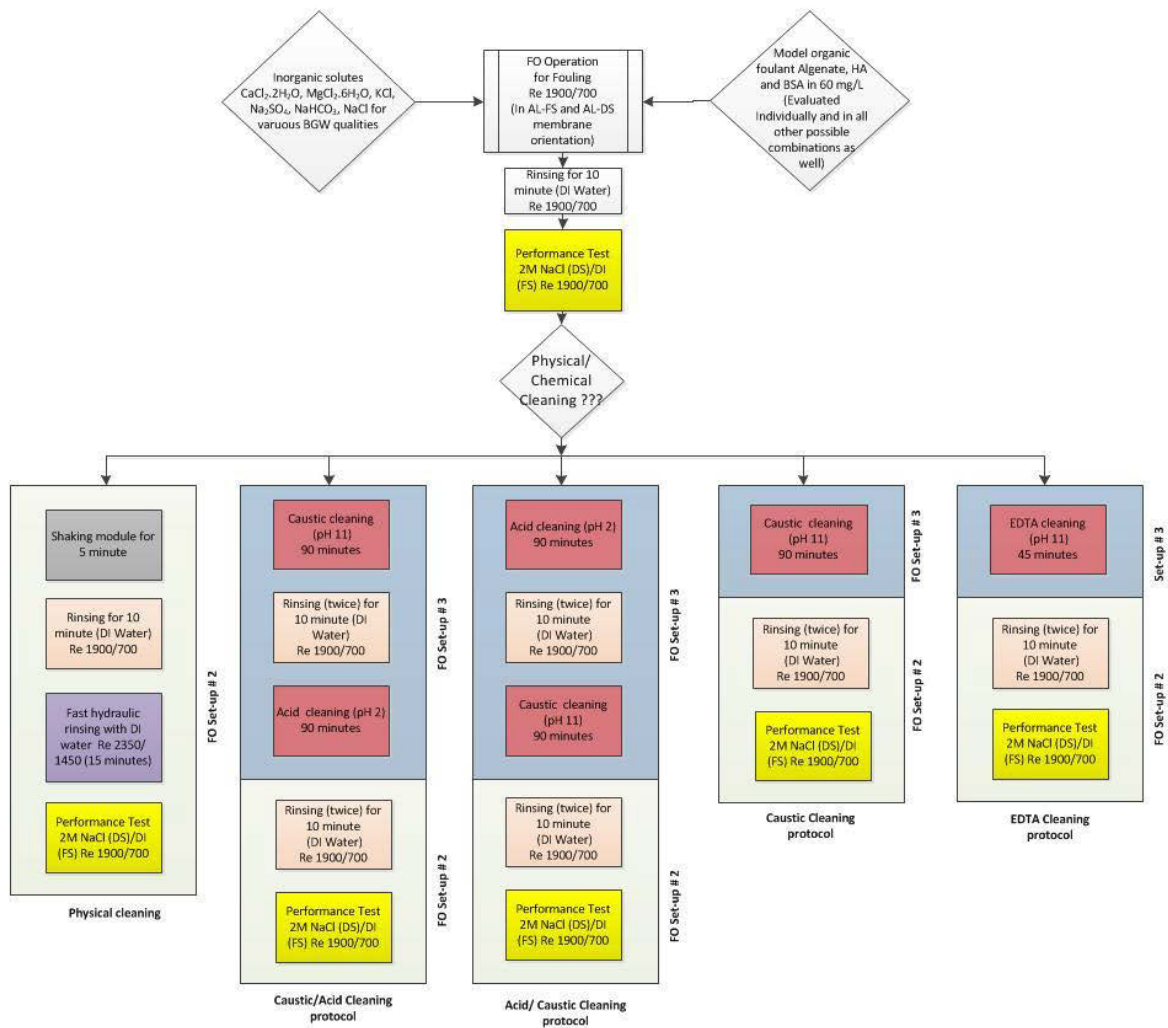 Inorganic solutes
CaCl₂.2H₂O, MgCl₂.6H₂O, KCl,
Na₂SO₄, NaHCO₃, NaCl for
varuous BGW qualities
FO Operation
for Fouling
Re 1900/700
(In AL-FS and AL-DS
membrane
orientation)
Model organic
foulant Algenate, HA
and BSA in 60 mg/L
(Evaluated
Individually and in all
other possible
combinations as
well)
Rinsing for 10
minute (DI Water)
Re 1900/700
Performance Test
2M NaCl (DS)/DI
(FS) Re 1900/700
Physical/
Chemical
Cleaning ???
Shaking module for
5 minute
Rinsing for 10
minute (DI Water)
Re 1900/700
Fast hydraulic
rinsing with DI
water Re 2350/
1450 (15 minutes)
Performance Test
2M NaCl (DS)/DI
(FS) Re 1900/700
FO Set-up # 2
Physical cleaning
Caustic cleaning
(pH 11)
90 minutes
Rinsing (twice) for
10 minute (DI
Water)
Re 1900/700
Acid cleaning (pH 2)
90 minutes
FO Set-up # 3
Rinsing (twice) for
10 minute
(DI Water)
Re 1900/700
Performance Test
2M NaCl (DS)/DI
(FS) Re 1900/700
FO Set-up # 2
Caustic/Acid Cleaning
protocol
Acid cleaning (pH 2)
90 minutes
Rinsing (twice) for
10 minute
(DI Water)
Re 1900/700
Caustic cleaning
(pH 11)
90 minutes
FO Set-up # 3
Rinsing (twice) for
10 minute
(DI Water)
Re 1900/700
Performance Test
2M NaCl (DS)/DI
(FS) Re 1900/700
FO Set-up # 2
Acid/ Caustic Cleaning
protocol
Caustic cleaning
(pH 11)
90 minutes
FO Set-up # 3
Rinsing (twice) for
10 minute
(DI Water)
Re 1900/700
Performance Test
2M NaCl (DS)/DI
(FS) Re 1900/700
FO Set-up # 2
Caustic Cleaning
protocol
EDTA cleaning
(pH 11)
45 minutes
Set-up # 3
Rinsing (twice) for
10 minute
(DI Water)
Re 1900/700
Performance Test
2M NaCl (DS)/DI
(FS) Re 1900/700
FO Set-up # 2
EDTA Cleaning
protocol